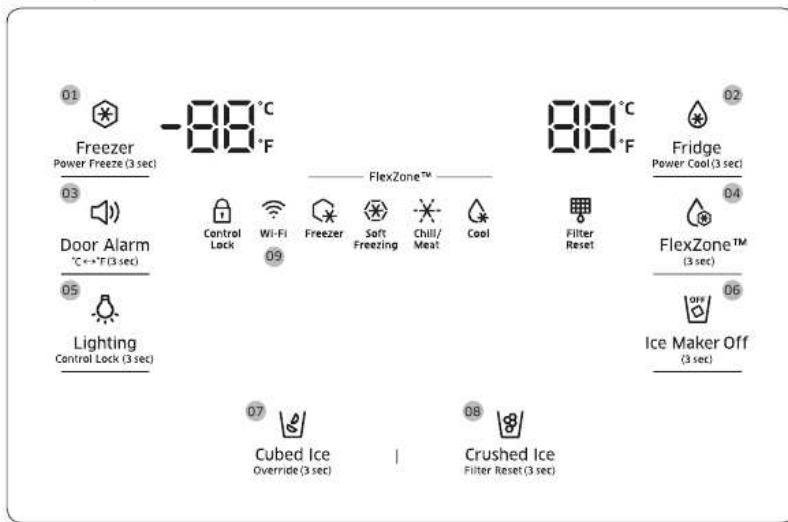 01
02
-88 °C °F
88 °C °F
Freezer
Power Freeze (3 sec)
Fridge
Power Cool (3 sec)
FlexZone™
03
04
Control
Lock
Wi-Fi
Freezer
Soft
Freezing
Chill/
Meat
Cool
Filter
Reset
Door Alarm
°C↔°F (3 sec)
FlexZone™
(3 sec)
09
05
06
OFF
Lighting
Control Lock (3 sec)
Ice Maker Off
(3 sec)
07
08
Cubed Ice
Override (3 sec)
Crushed Ice
Filter Reset (3 sec)